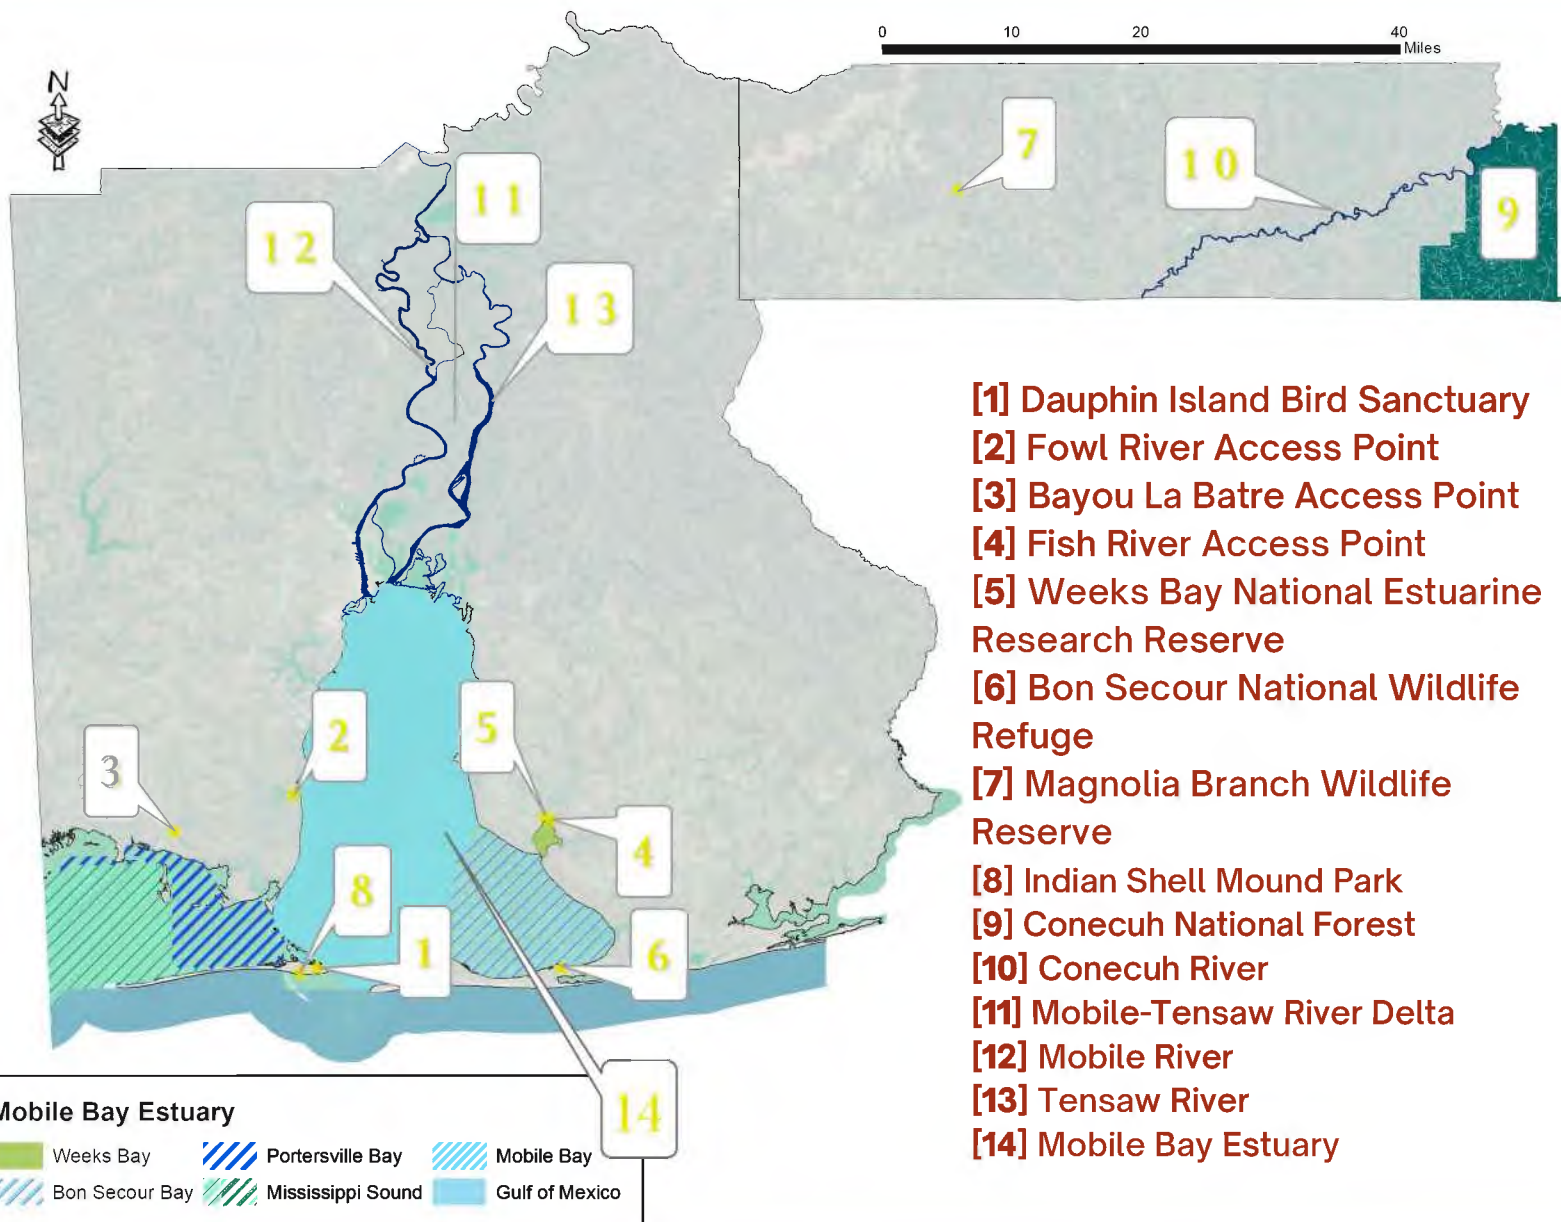 0 10 20 40
Miles
N
7
10
9
11
12
13
[1] Dauphin Island Bird Sanctuary
[2] Fowl River Access Point
[3] Bayou La Batre Access Point
[4] Fish River Access Point
[5] Weeks Bay National Estuarine
Research Reserve
[6] Bon Secour National Wildlife
Refuge
[7] Magnolia Branch Wildlife
Reserve
[8] Indian Shell Mound Park
[9] Conecuh National Forest
[10] Conecuh River
[11] Mobile-Tensaw River Delta
[12] Mobile River
[13] Tensaw River
[14] Mobile Bay Estuary
2
5
3
4
8
1
6
14
Mobile Bay Estuary
Weeks Bay
Portersville Bay
Mobile Bay
Bon Secour Bay
Mississippi Sound
Gulf of Mexico